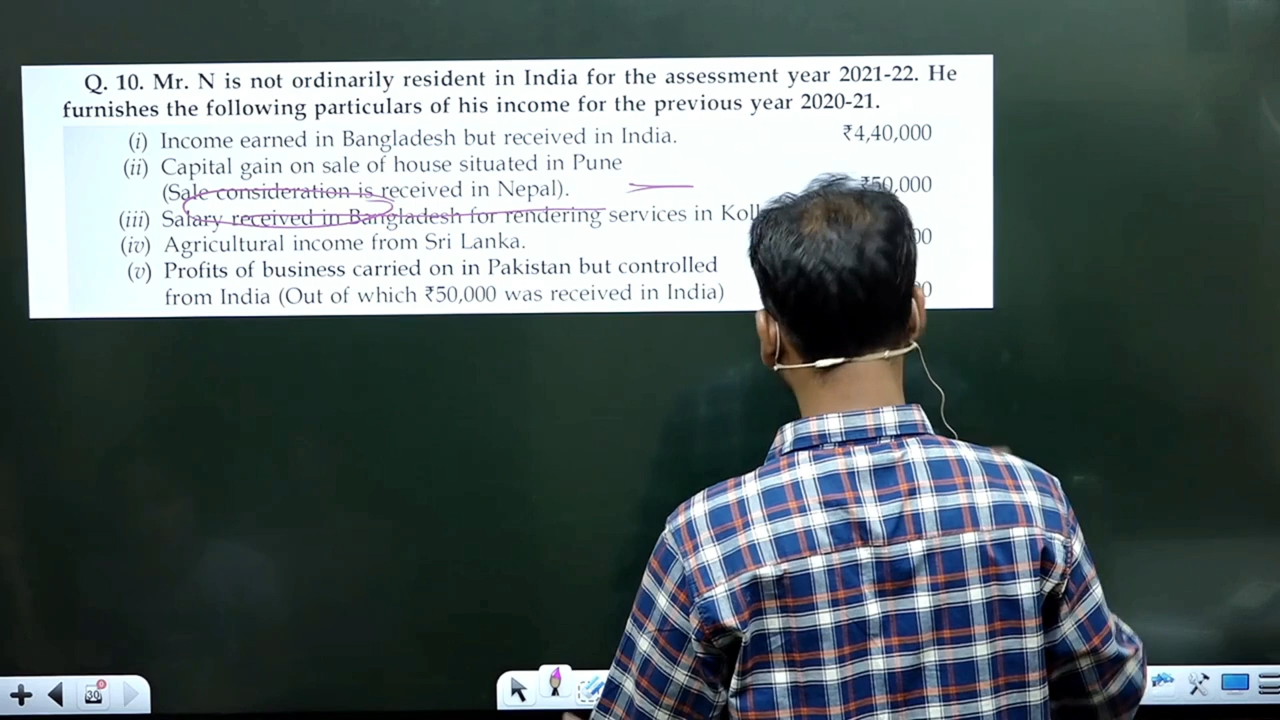 Q. 10. Mr. N is not ordinarily resident in India for the assessment year 2021-22. He
furnishes the following particulars of his income for the previous year 2020-21.
(i) Income earned in Bangladesh but received in India. ₹4,40,000
(ii) Capital gain on sale of house situated in Pune
(Sale consideration is received in Nepal). ₹50,000
(iii) Salary received in Bangladesh for rendering services in
(iv) Agricultural income from Sri Lanka.
(v) Profits of business carried on in Pakistan but controlled
from India (Out of which ₹50,000 was received in India)
30